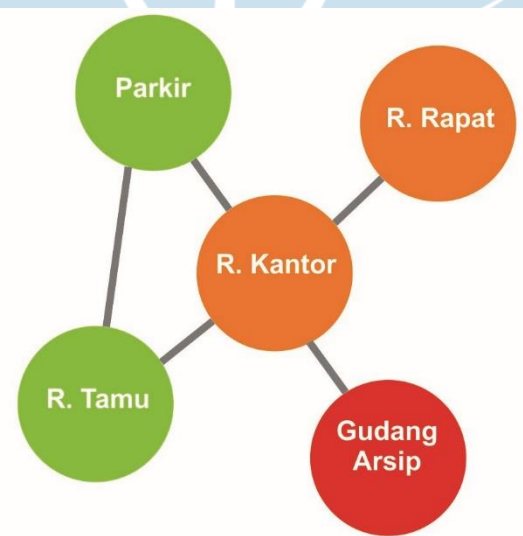 Parkir
R. Rapat
R. Kantor
R. Tamu
Gudang
Arsip